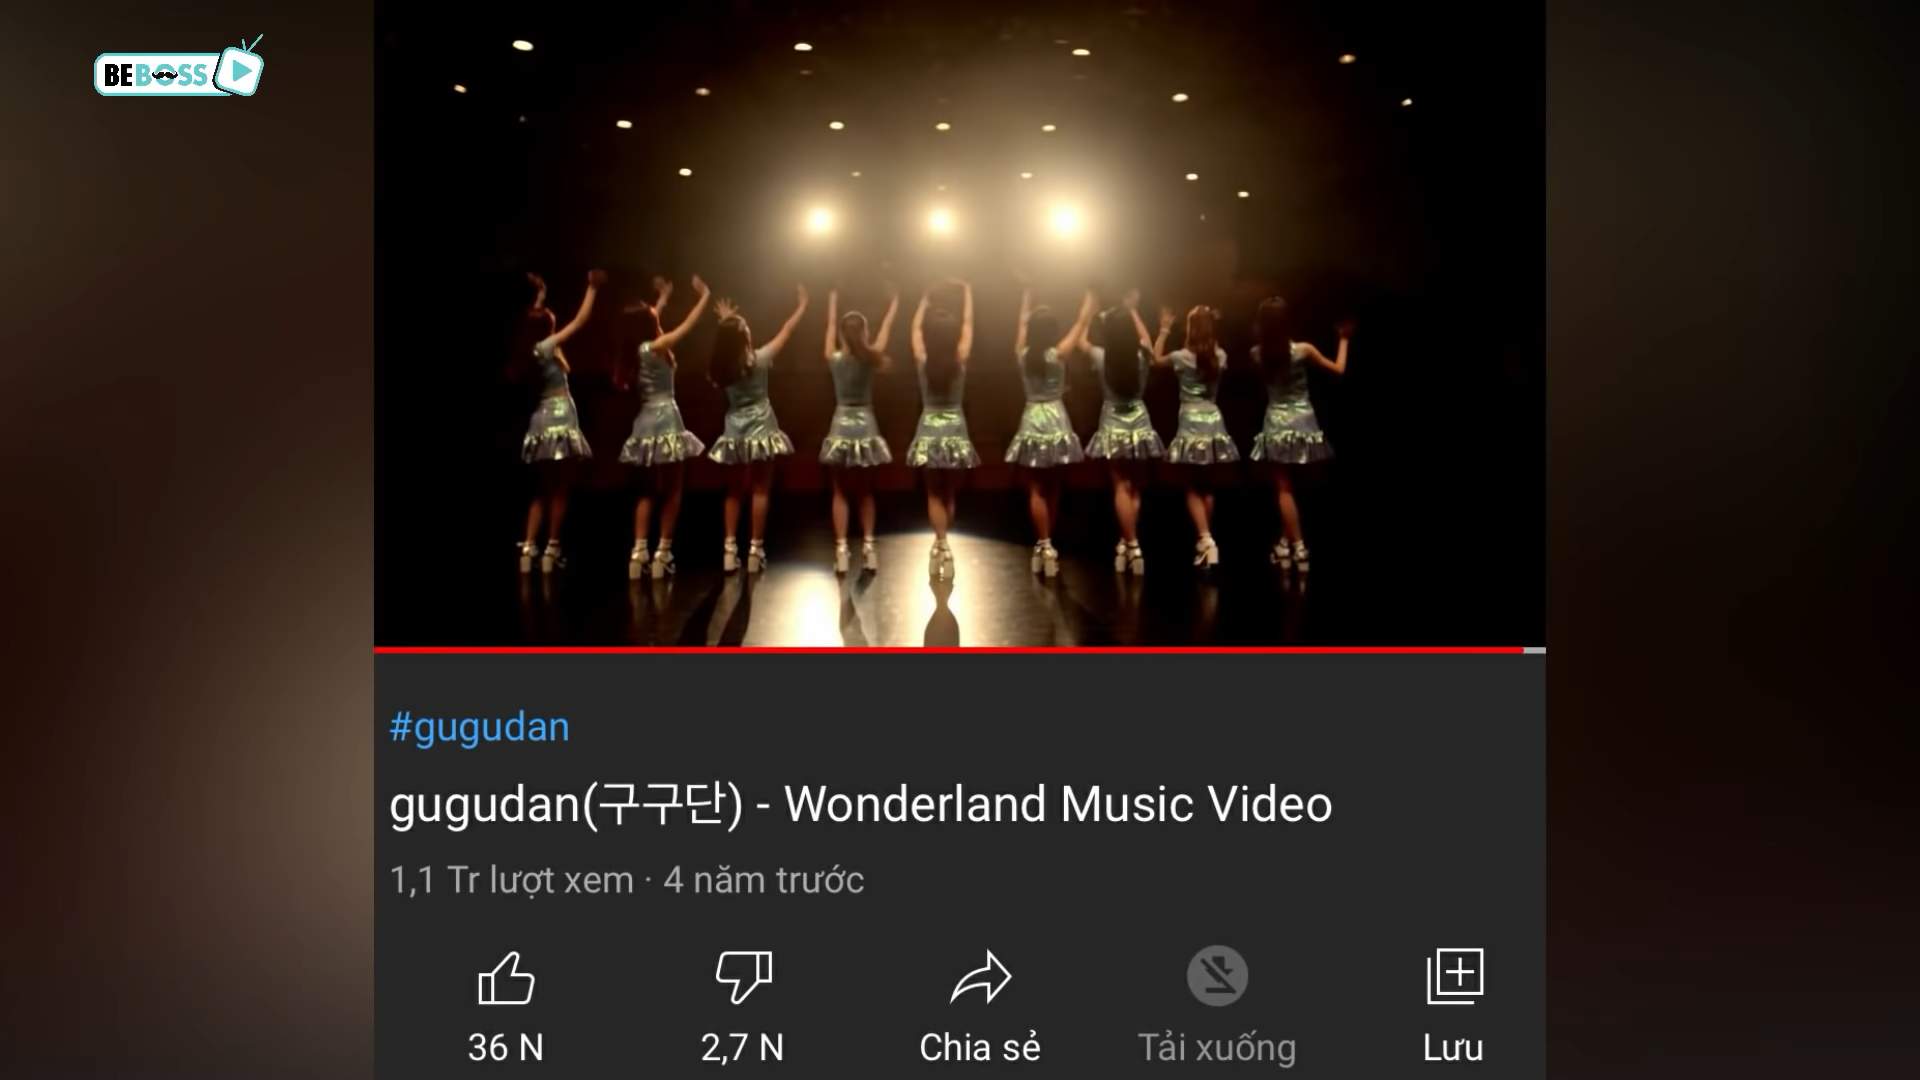 BEBOSS
#gugudan
gugudan(구구단) - Wonderland Music Video
1,1 Tr lượt xem · 4 năm trước
36 N
2,7 N
Chia sẻ
Tải xuống
Lưu